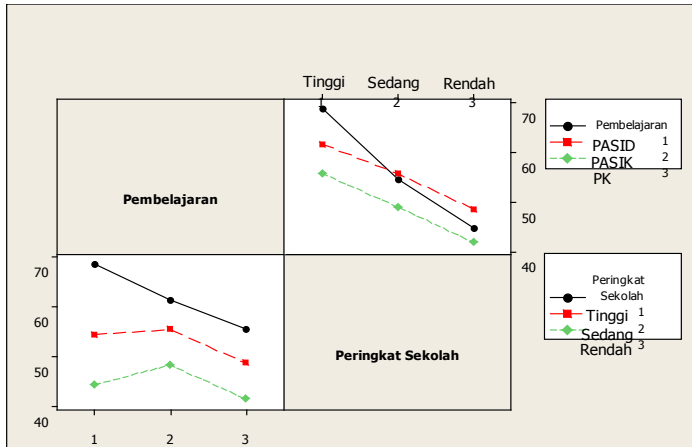 Tinggi Sedang Rendah
1 2 3
70
60
50
40
Pembelajaran
Pembelajaran
PASID 1
PASIK 2
PK 3
70
60
50
40
Peringkat Sekolah
Peringkat
Sekolah
Tinggi 1
Sedang 2
Rendah 3
1 2 3